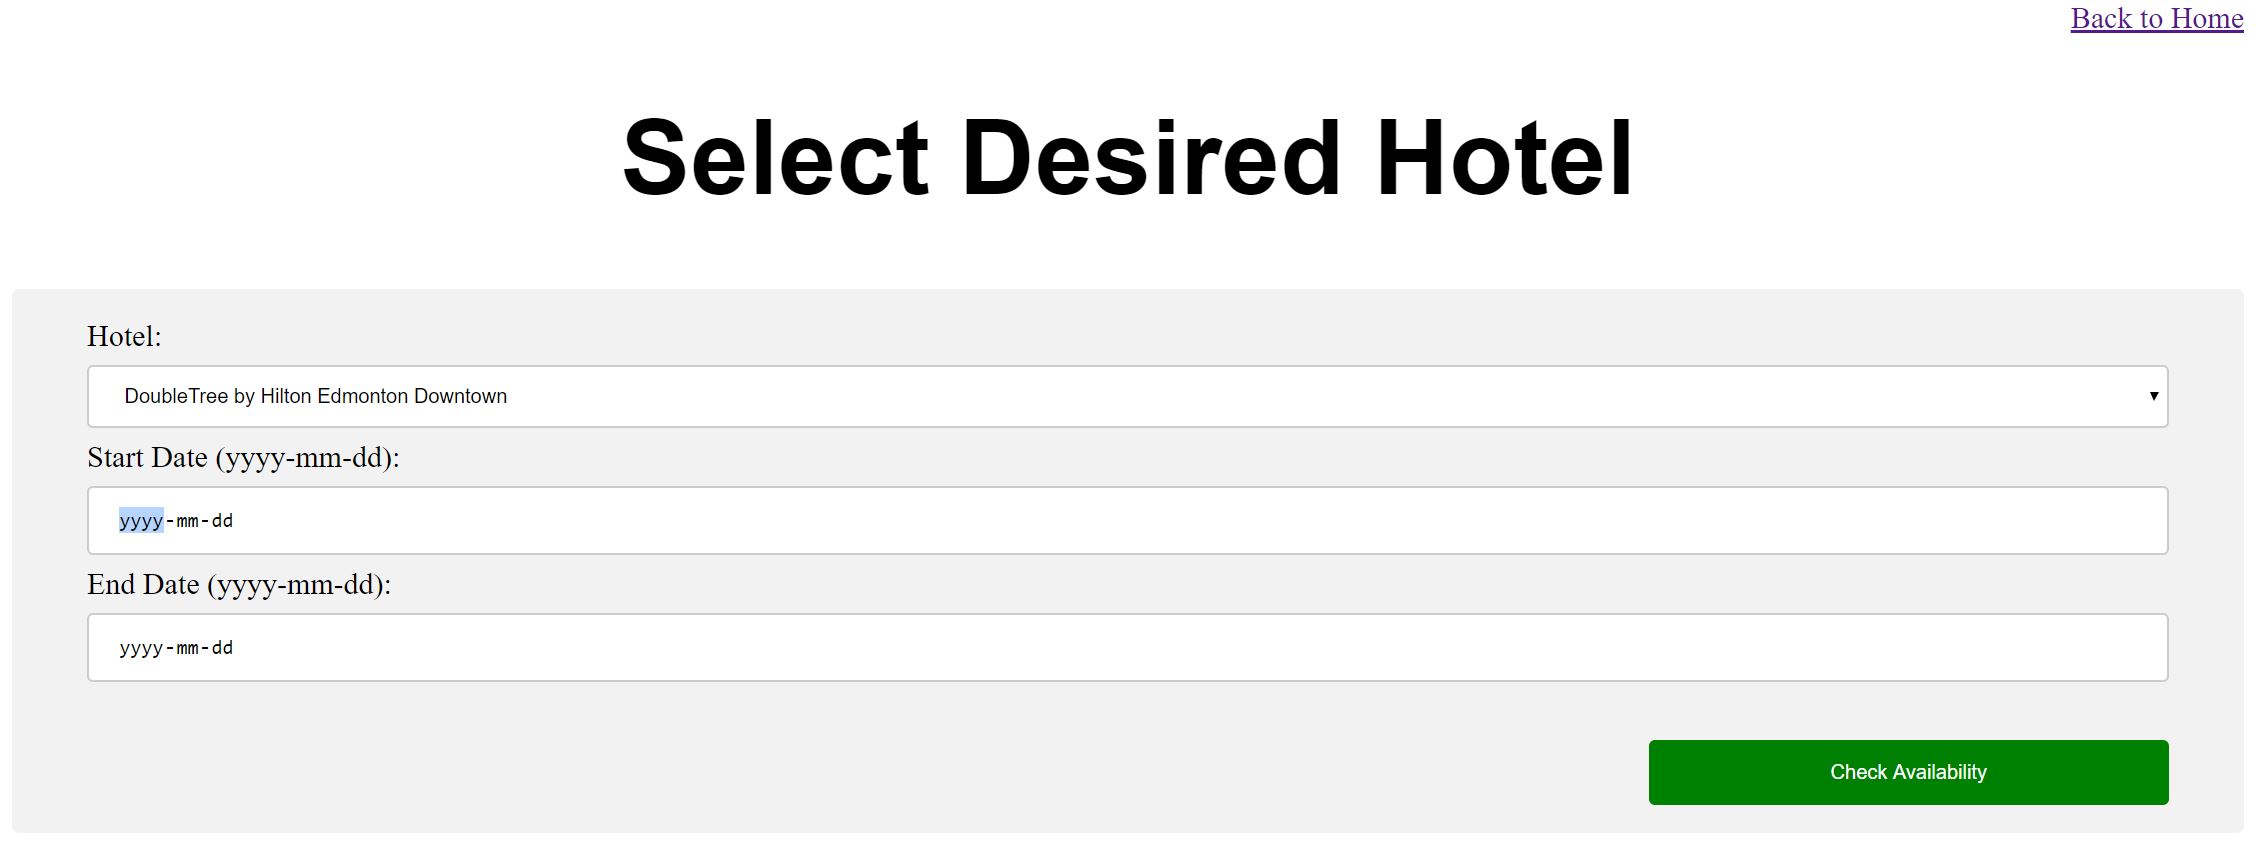 Back to Home
Select Desired Hotel
Hotel:
DoubleTree by Hilton Edmonton Downtown
Start Date (yyyy-mm-dd):
yyyy-mm-dd
End Date (yyyy-mm-dd):
yyyy-mm-dd
Check Availability